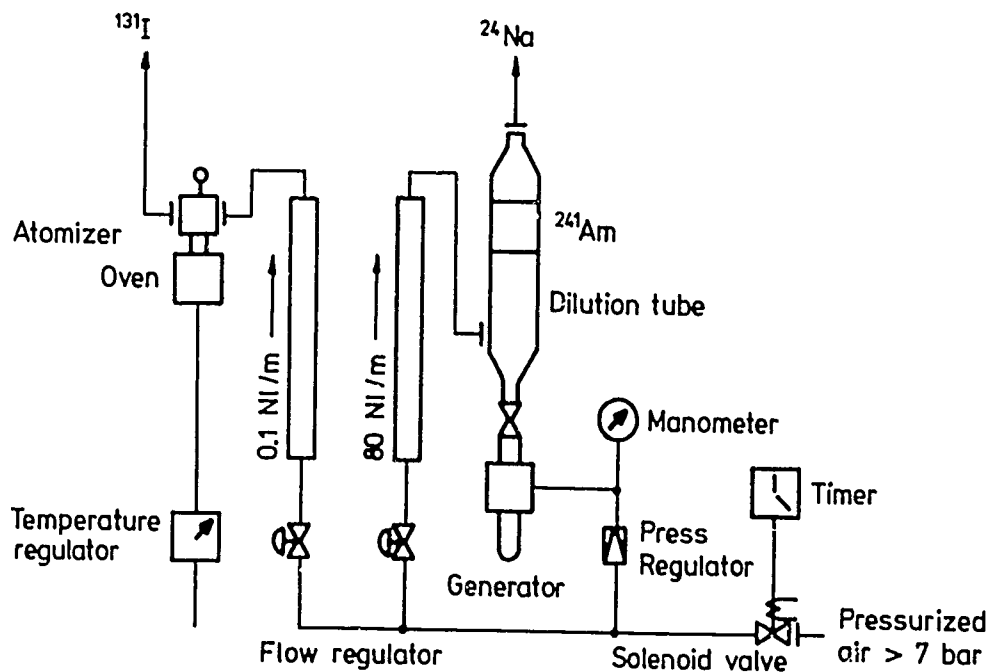 ¹³¹I
²⁴Na
Atomizer
Oven
0.1 Nl/m
80 Nl/m
²⁴¹Am
Dilution tube
Manometer
Timer
Temperature
regulator
Generator
Press
Regulator
Flow regulator
Solenoid valve
Pressurized
air > 7 bar